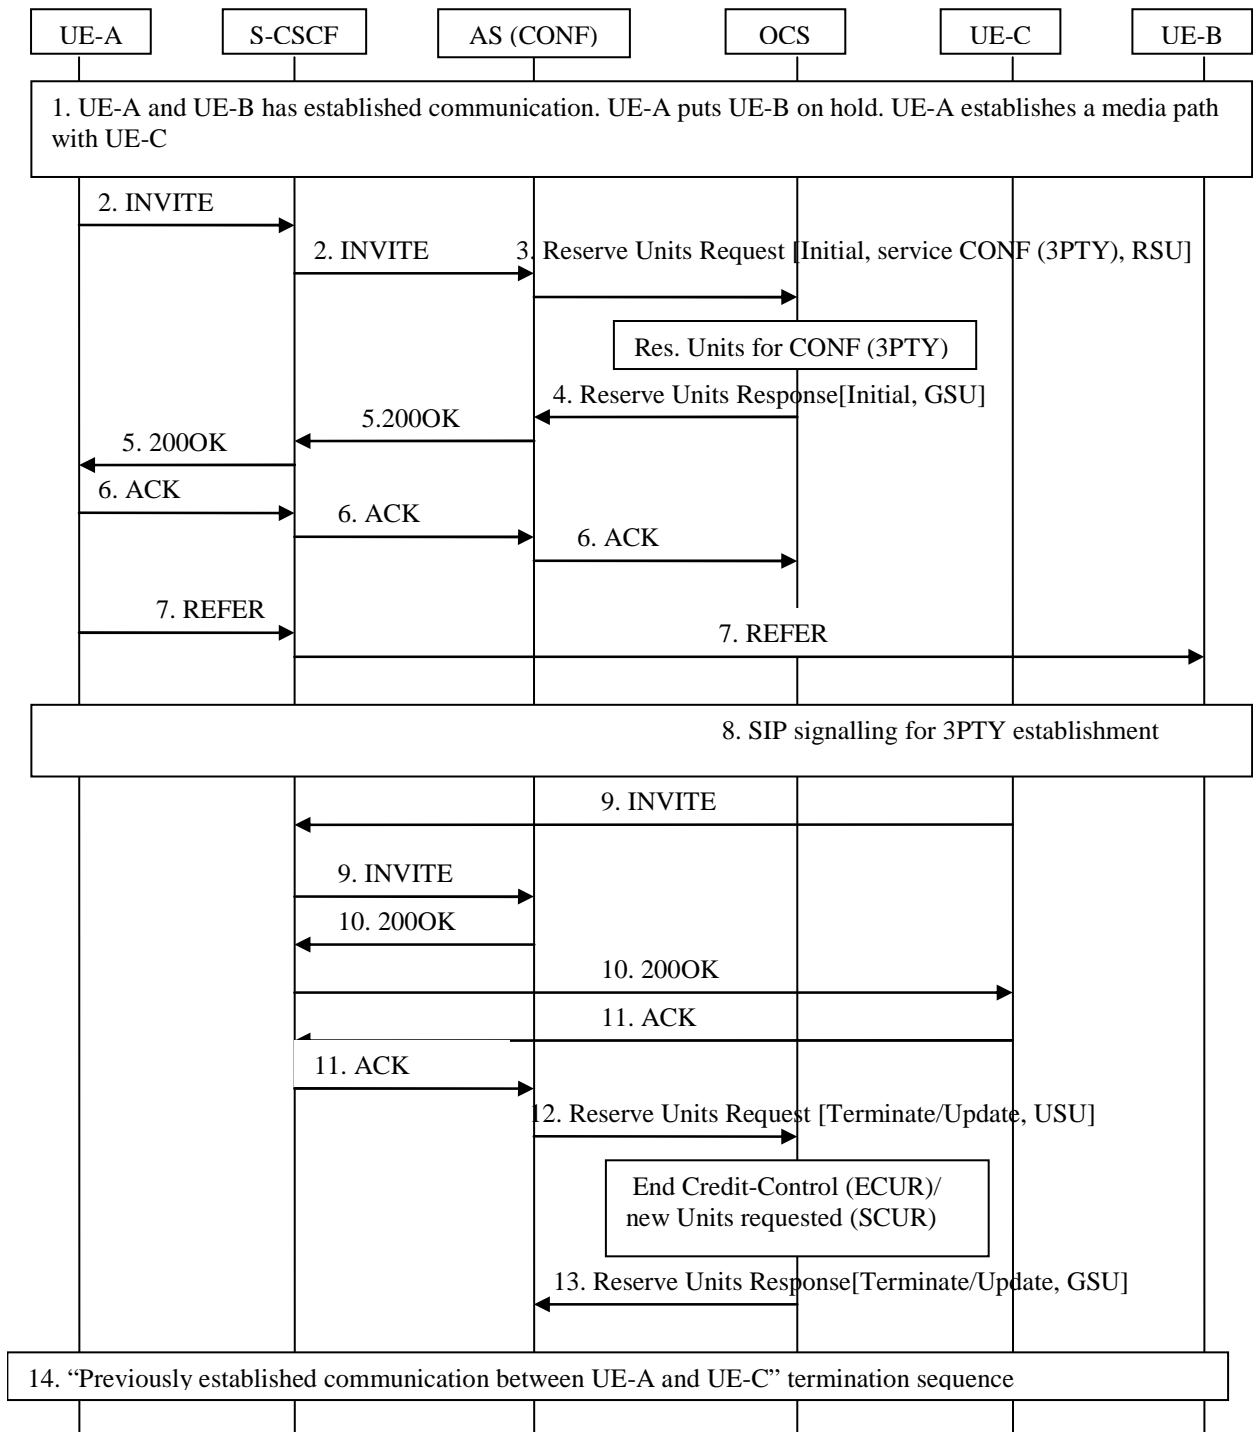 UE-A
S-CSCF
AS (CONF)
OCS
UE-C
UE-B
1. UE-A and UE-B has established communication. UE-A puts UE-B on hold. UE-A establishes a media path
with UE-C
2. INVITE
2. INVITE
3. Reserve Units Request [Initial, service CONF (3PTY), RSU]
Res. Units for CONF (3PTY)
4. Reserve Units Response[Initial, GSU]
5.200OK
5. 200OK
6. ACK
6. ACK
6. ACK
7. REFER
7. REFER
8. SIP signalling for 3PTY establishment
9. INVITE
9. INVITE
10. 200OK
10. 200OK
11. ACK
11. ACK
12. Reserve Units Request [Terminate/Update, USU]
End Credit-Control (ECUR)/
new Units requested (SCUR)
13. Reserve Units Response[Terminate/Update, GSU]
14. “Previously established communication between UE-A and UE-C” termination sequence